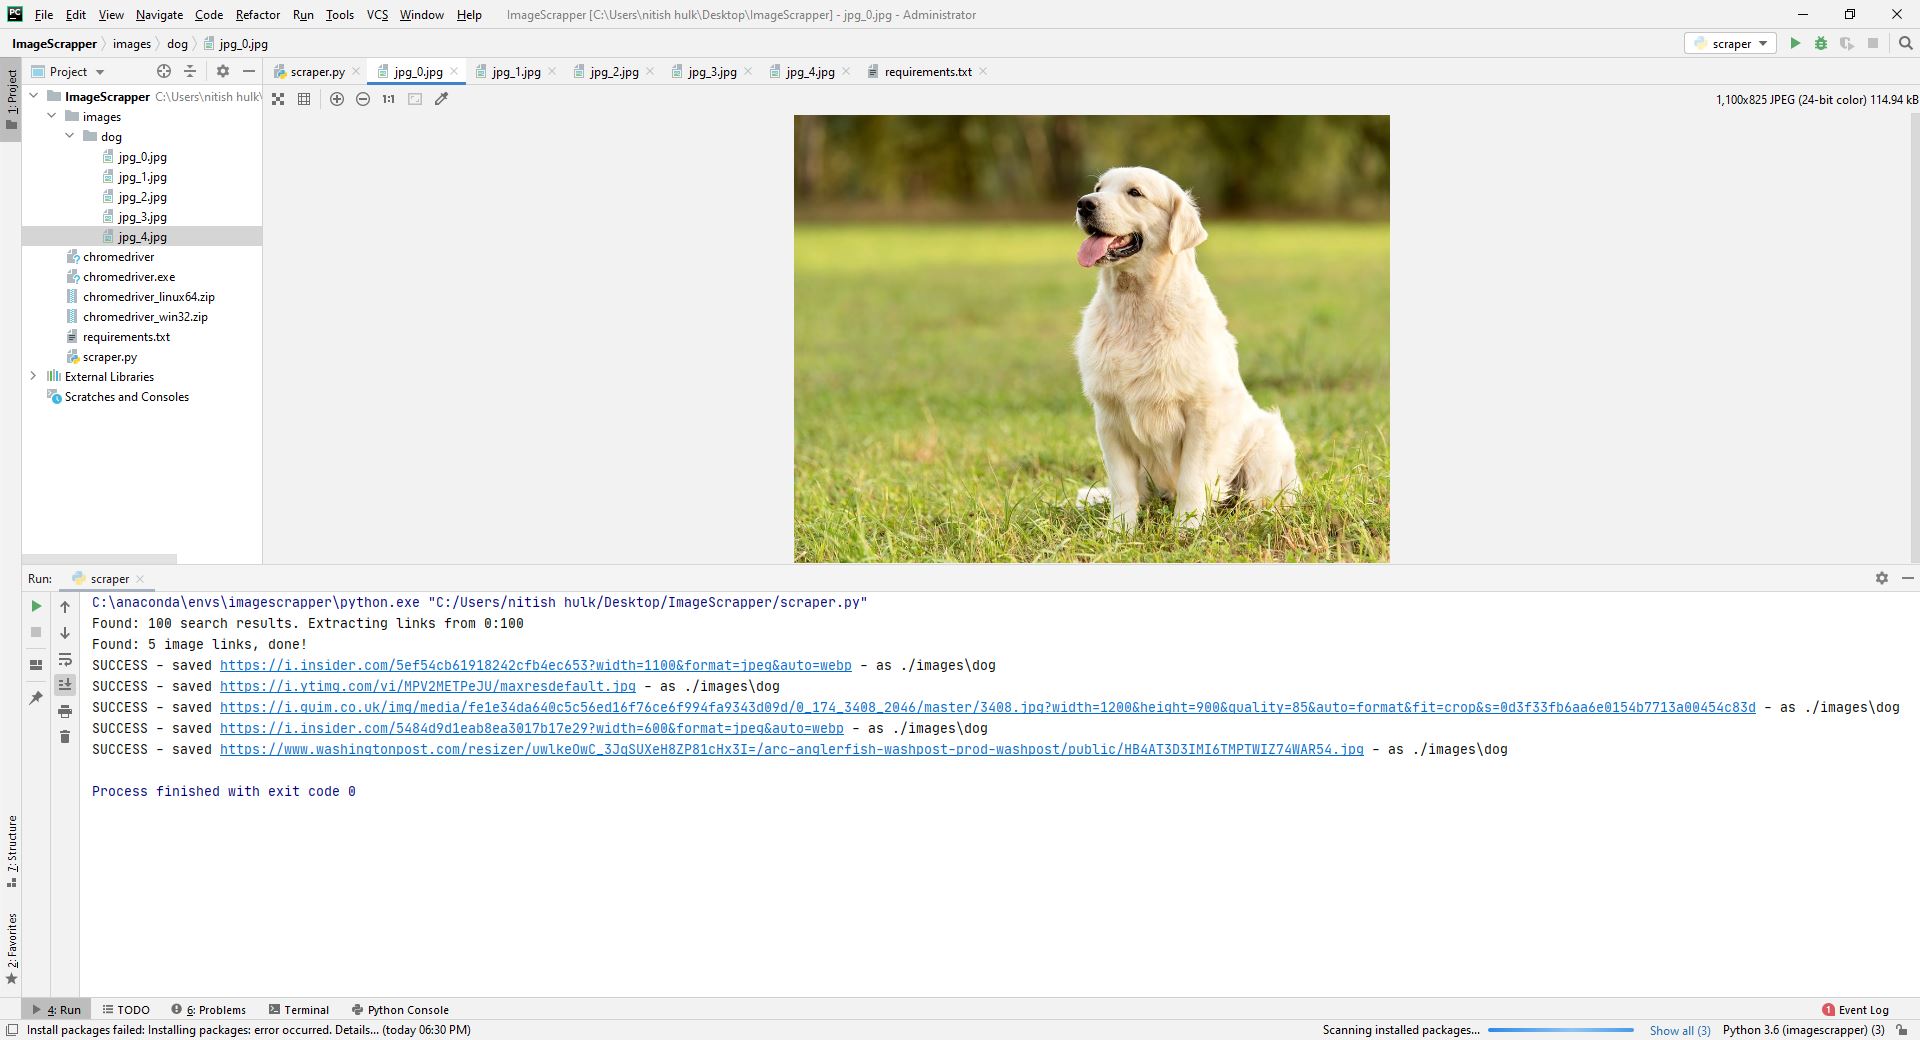 File Edit View Navigate Code Refactor Run Tools VCS Window Help ImageScrapper [C:\Users\nitish hulk\Desktop\ImageScrapper] - jpg_0.jpg - Administrator
ImageScrapper images dog jpg_0.jpg scraper
1: Project
Project
scraper.py jpg_0.jpg jpg_1.jpg jpg_2.jpg jpg_3.jpg jpg_4.jpg requirements.txt
1:1
1,100x825 JPEG (24-bit color) 114.94 kB
ImageScrapper C:\Users\nitish hulk\
images
dog
jpg_0.jpg
jpg_1.jpg
jpg_2.jpg
jpg_3.jpg
jpg_4.jpg
chromedriver
chromedriver.exe
chromedriver_linux64.zip
chromedriver_win32.zip
requirements.txt
scraper.py
External Libraries
Scratches and Consoles
Run: scraper
C:\anaconda\envs\imagescrapper\python.exe "C:/Users/nitish hulk/Desktop/ImageScrapper/scraper.py"
Found: 100 search results. Extracting links from 0:100
Found: 5 image links, done!
SUCCESS - saved https://i.insider.com/5ef54cb61918242cfb4ec653?width=1100&format=jpeg&auto=webp - as ./images\dog
SUCCESS - saved https://i.ytimg.com/vi/MPV2METPeJU/maxresdefault.jpg - as ./images\dog
SUCCESS - saved https://i.guim.co.uk/img/media/fe1e34da640c5c56ed16f76ce6f994fa9343d09d/0_174_3408_2046/master/3408.jpg?width=1200&height=900&quality=85&auto=format&fit=crop&s=0d3f33fb6aa6e0154b7713a00454c83d - as ./images\dog
SUCCESS - saved https://i.insider.com/5484d9d1eab8ea3017b17e29?width=600&format=jpeg&auto=webp - as ./images\dog
SUCCESS - saved https://www.washingtonpost.com/resizer/uwlkeOwC_3JqSUXeH8ZP81cHx3I=/arc-anglerfish-washpost-prod-washpost/public/HB4AT3D3IMI6TMPTWIZ74WAR54.jpg - as ./images\dog
Process finished with exit code 0
7: Structure
2: Favorites
4: Run TODO 6: Problems Terminal Python Console 1 Event Log
Install packages failed: Installing packages: error occurred. Details... (today 06:30 PM) Scanning installed packages... Show all (3) Python 3.6 (imagescrapper) (3)